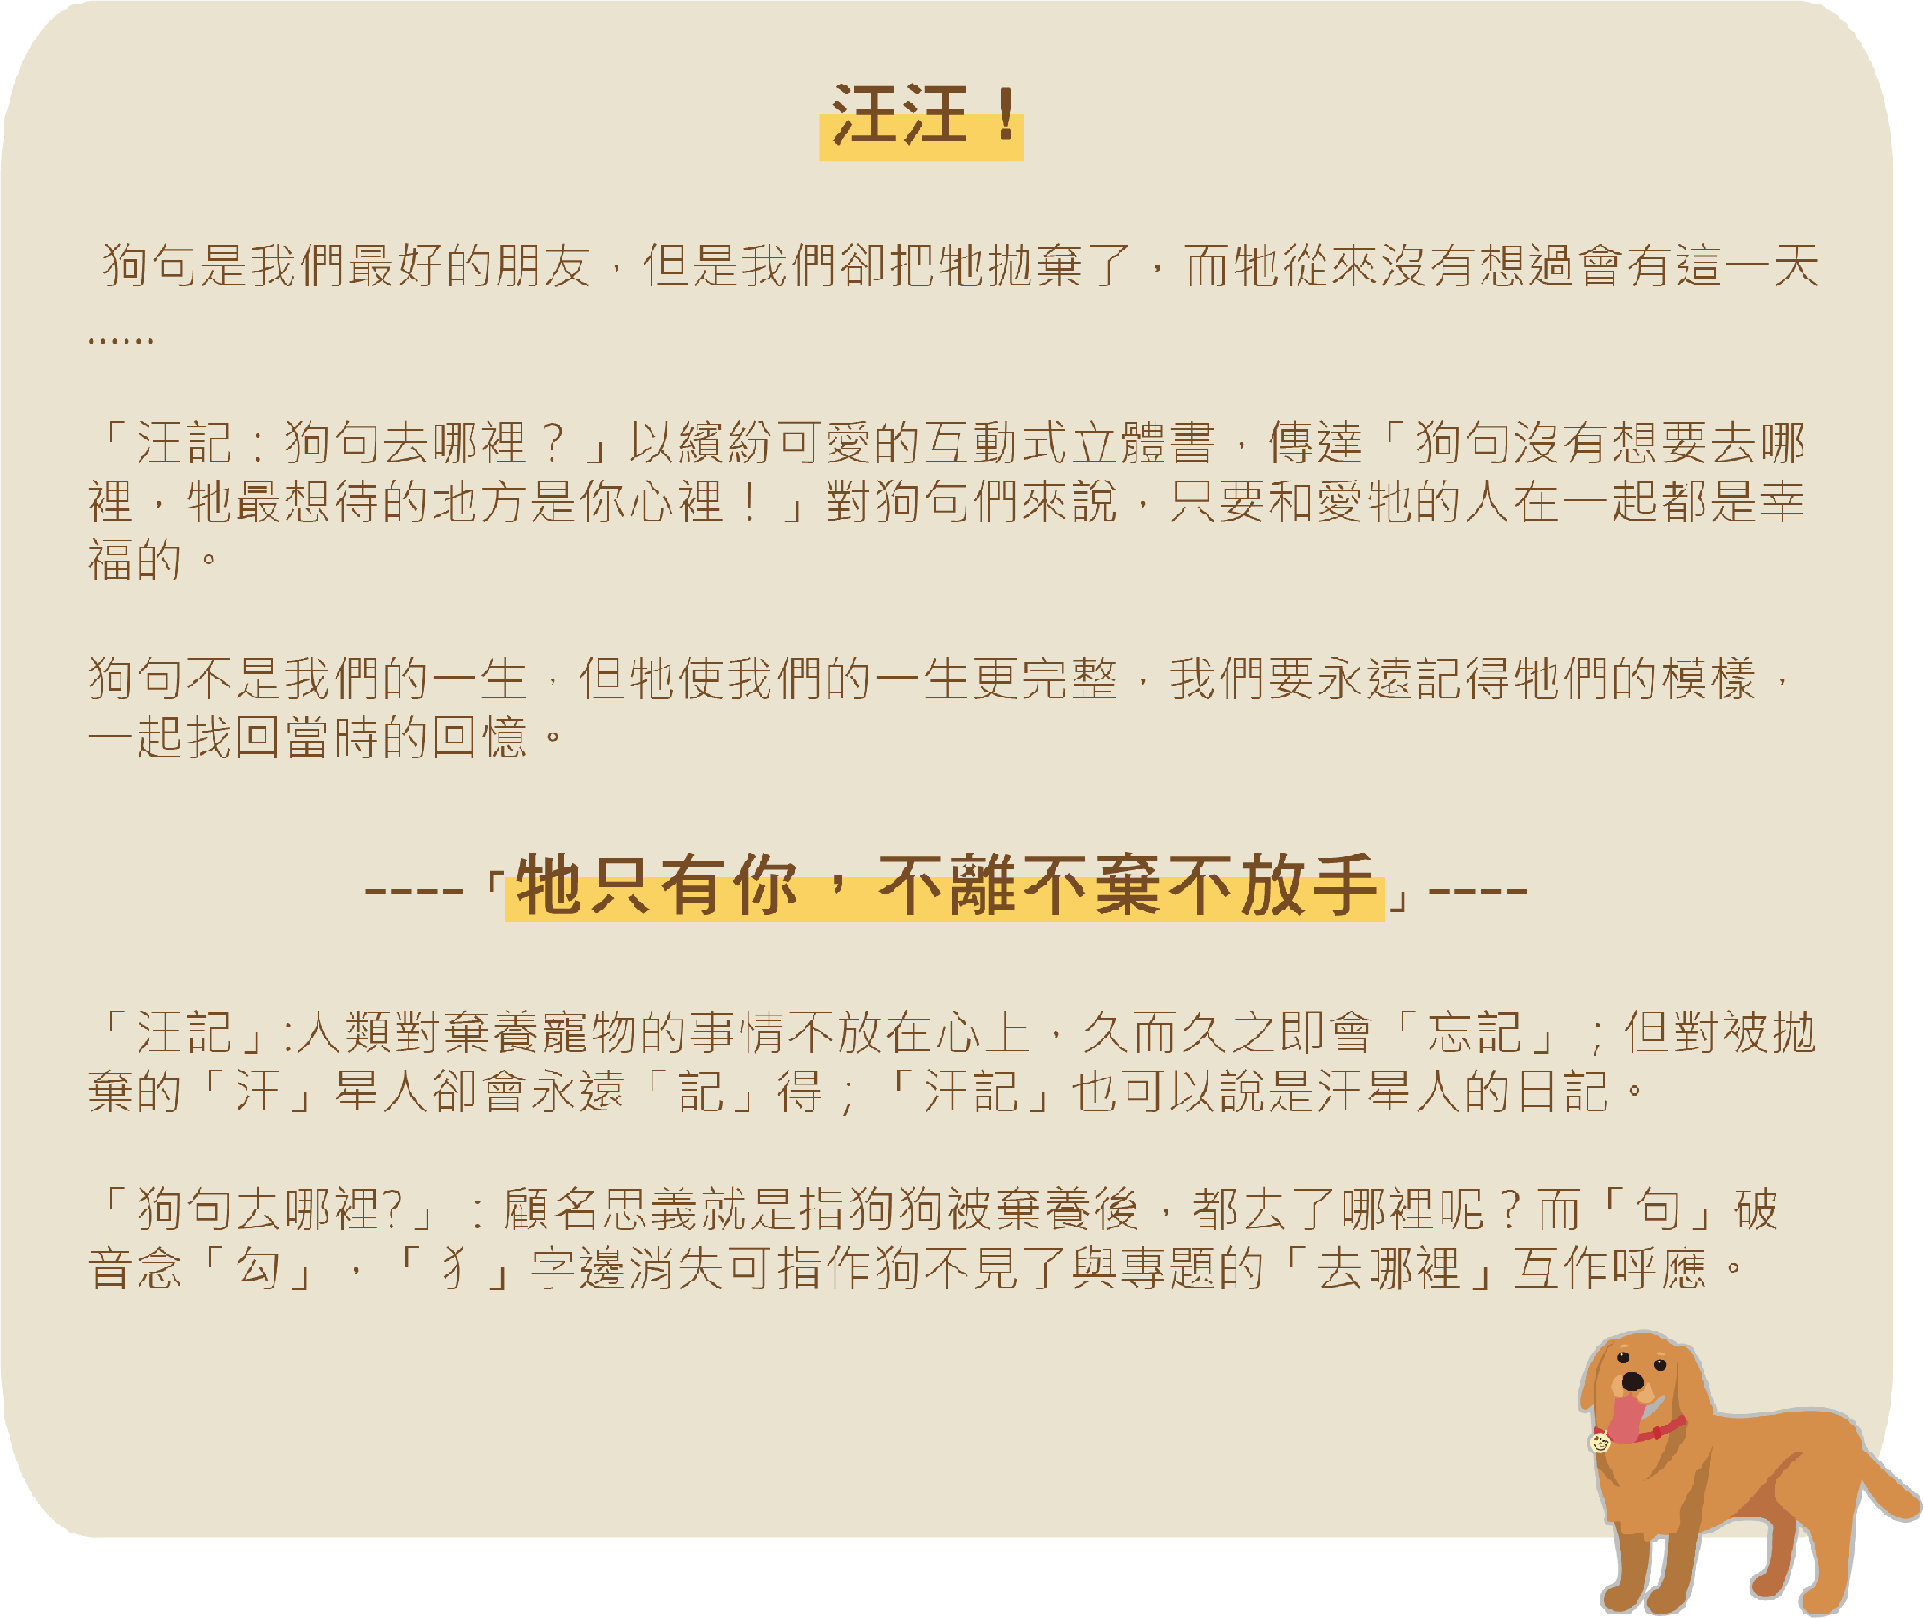 汪汪！
狗句是我們最好的朋友，但是我們卻把牠拋棄了，而牠從來沒有想過會有這一天
......
「汪記：狗句去哪裡？」以繽紛可愛的互動式立體書，傳達「狗句沒有想要去哪
裡，牠最想待的地方是你心裡！」對狗句們來說，只要和愛牠的人在一起都是幸
福的。
狗句不是我們的一生，但牠使我們的一生更完整，我們要永遠記得牠們的模樣，
一起找回當時的回憶。
----「牠只有你，不離不棄不放手」----
「汪記」:人類對棄養寵物的事情不放在心上，久而久之即會「忘記」；但對被拋
棄的「汗」星人卻會永遠「記」得；「汗記」也可以說是汗星人的日記。
「狗句去哪裡?」：顧名思義就是指狗狗被棄養後，都去了哪裡呢？而「句」破
音念「勾」，「犭」字邊消失可指作狗不見了與專題的「去哪裡」互作呼應。